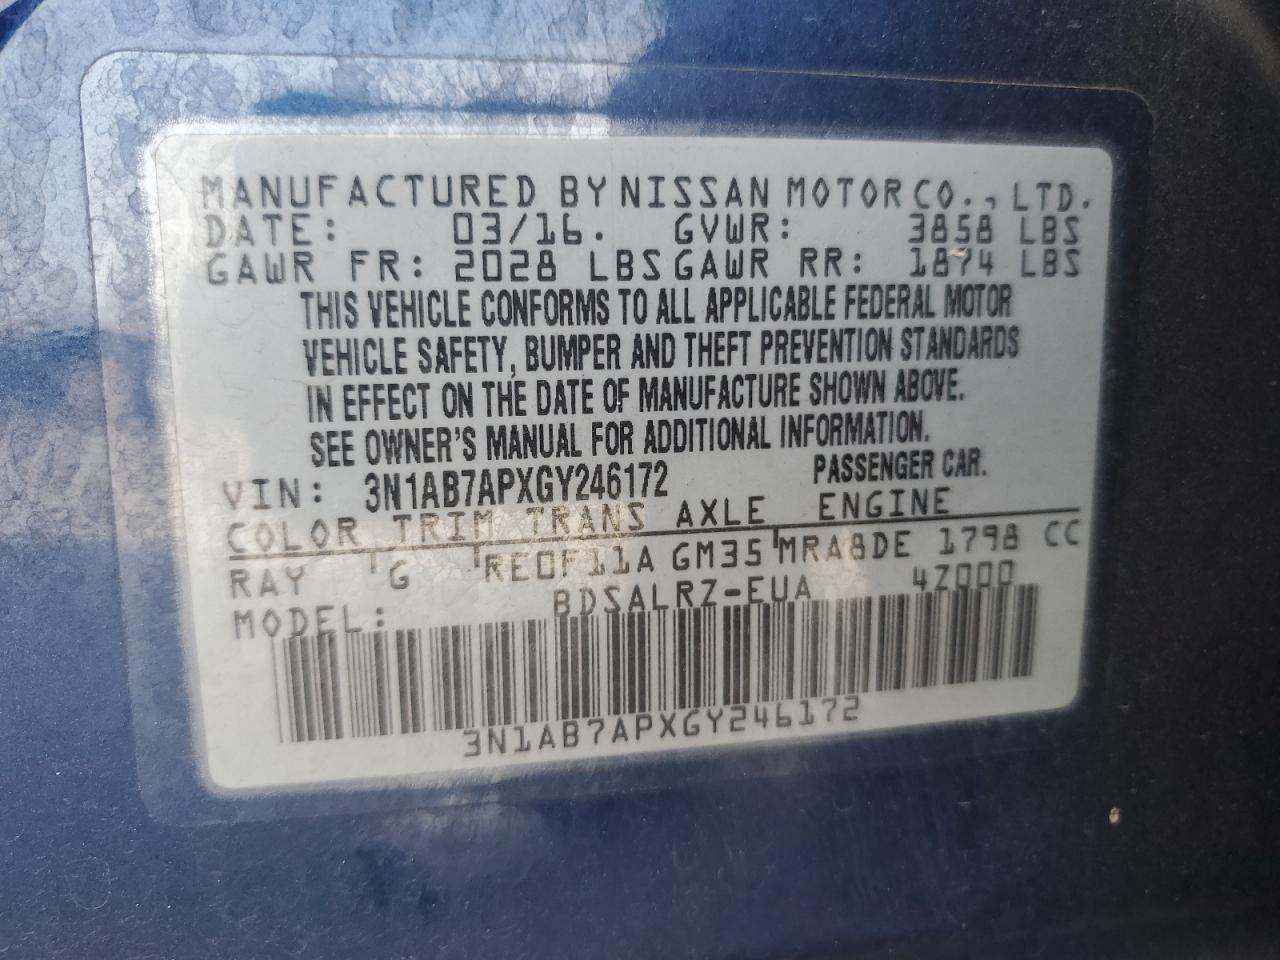 MANUFACTURED BY NISSAN MOTOR CO., LTD.
DATE: 03/16. GVWR: 3858 LBS
GAWR FR: 2028 LBS GAWR RR: 1874 LBS
THIS VEHICLE CONFORMS TO ALL APPLICABLE FEDERAL MOTOR
VEHICLE SAFETY, BUMPER AND THEFT PREVENTION STANDARDS
IN EFFECT ON THE DATE OF MANUFACTURE SHOWN ABOVE.
SEE OWNER'S MANUAL FOR ADDITIONAL INFORMATION.
VIN: 3N1AB7APXGY246172 PASSENGER CAR.
COLOR TRIM TRANS AXLE ENGINE
RAY G RE0F11A GM35 MRA8DE 1798 CC
MODEL: BDSALRZ-EUA 4Z000
3N1AB7APXGY246172